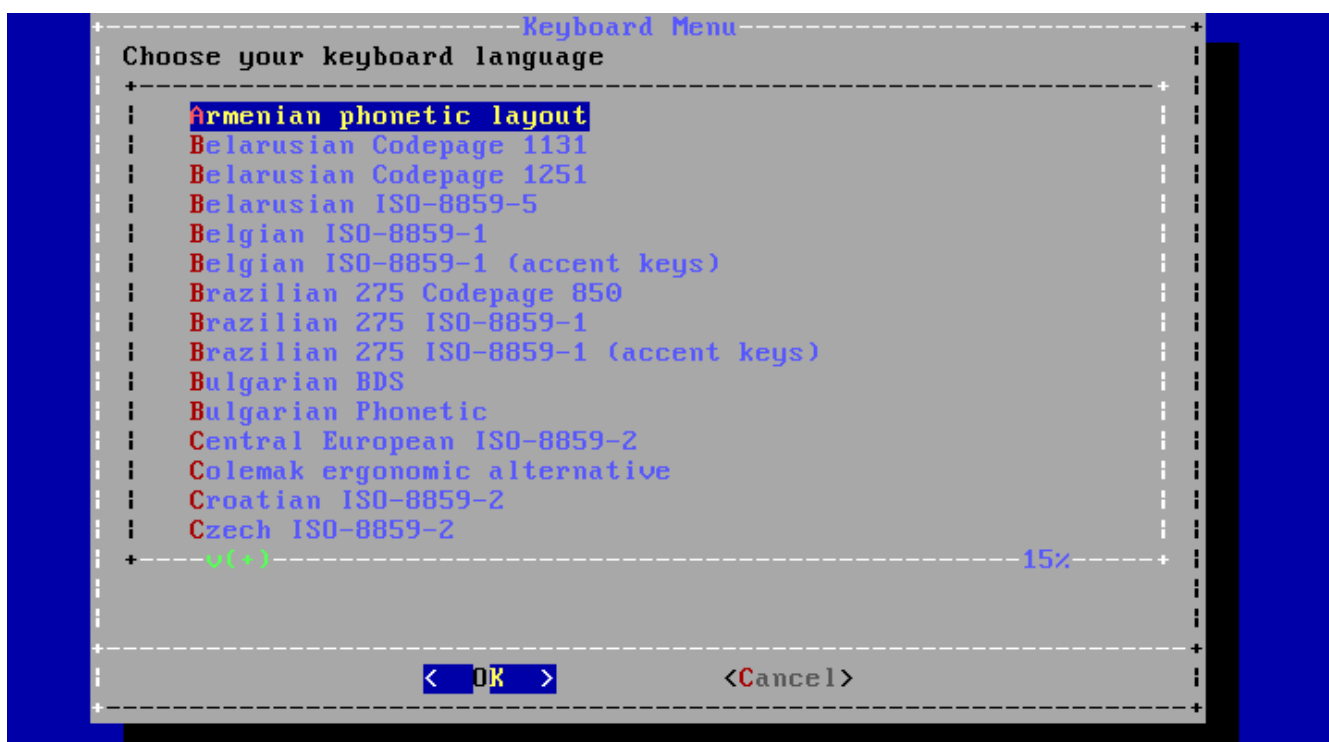 Keyboard Menu
Choose your keyboard language
Armenian phonetic layout
Belarusian Codepage 1131
Belarusian Codepage 1251
Belarusian ISO-8859-5
Belgian ISO-8859-1
Belgian ISO-8859-1 (accent keys)
Brazilian 275 Codepage 850
Brazilian 275 ISO-8859-1
Brazilian 275 ISO-8859-1 (accent keys)
Bulgarian BDS
Bulgarian Phonetic
Central European ISO-8859-2
Colemak ergonomic alternative
Croatian ISO-8859-2
Czech ISO-8859-2
v(+) 15%
< OK > <Cancel>